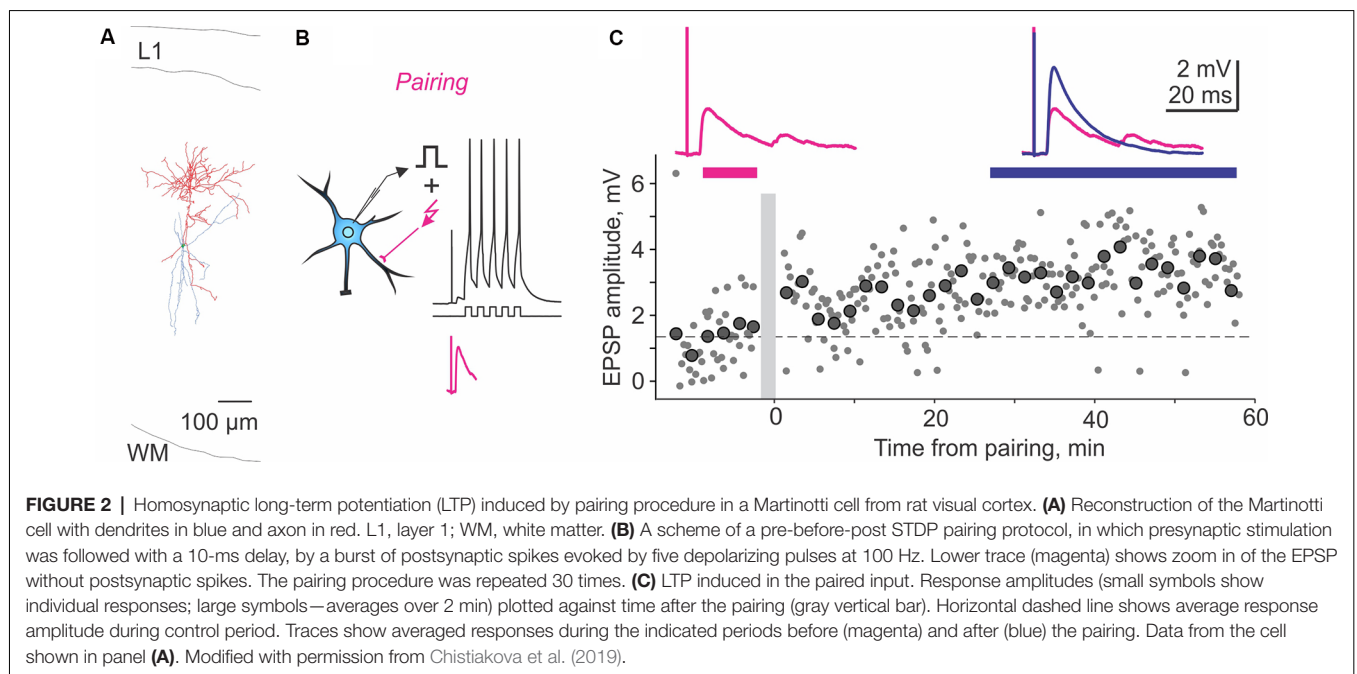 A
L1
100 µm
WM
B
Pairing
+
C
2 mV
20 ms
EPSP amplitude, mV
6
4
2
0
0
20
40
60
Time from pairing, min
FIGURE 2 | Homosynaptic long-term potentiation (LTP) induced by pairing procedure in a Martinotti cell from rat visual cortex. (A) Reconstruction of the Martinotti
cell with dendrites in blue and axon in red. L1, layer 1; WM, white matter. (B) A scheme of a pre-before-post STDP pairing protocol, in which presynaptic stimulation
was followed with a 10-ms delay, by a burst of postsynaptic spikes evoked by five depolarizing pulses at 100 Hz. Lower trace (magenta) shows zoom in of the EPSP
without postsynaptic spikes. The pairing procedure was repeated 30 times. (C) LTP induced in the paired input. Response amplitudes (small symbols show
individual responses; large symbols—averages over 2 min) plotted against time after the pairing (gray vertical bar). Horizontal dashed line shows average response
amplitude during control period. Traces show averaged responses during the indicated periods before (magenta) and after (blue) the pairing. Data from the cell
shown in panel (A). Modified with permission from Chistiakova et al. (2019).